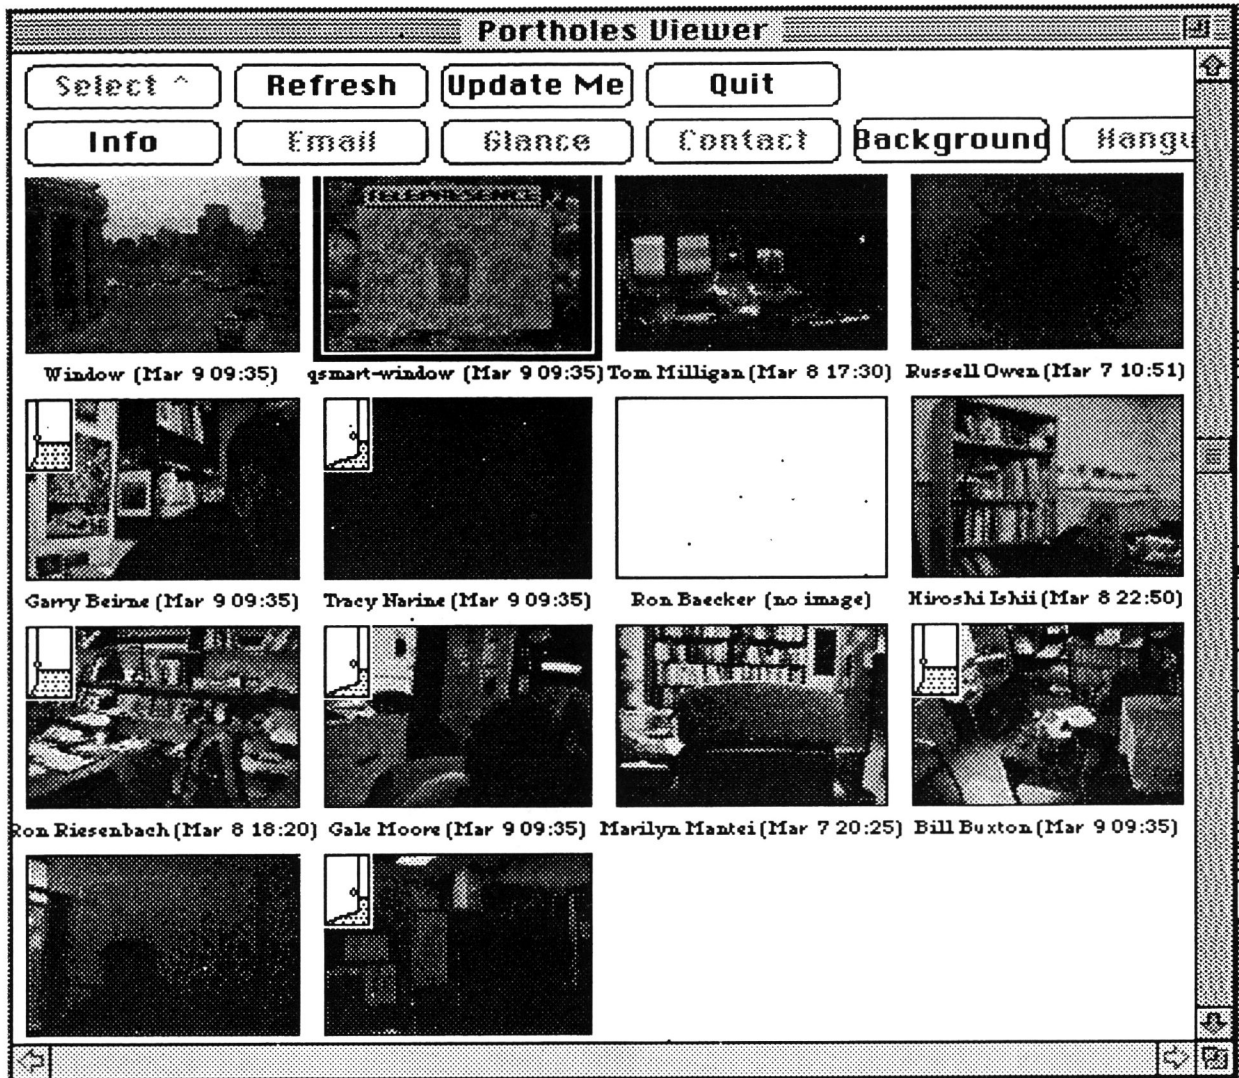 Portholes Viewer
Select ^ Refresh Update Me Quit
Info Email Glance Contact Background Hangu
TELEPRESENCE
Window (Mar 9 09:35) qsmart-window (Mar 9 09:35) Tom Milligan (Mar 8 17:30) Russell Owen (Mar 7 10:51)
Garry Beirne (Mar 9 09:35) Tracy Narine (Mar 9 09:35) Ron Baecker (no image) Hiroshi Ishii (Mar 8 22:50)
Ron Riesenbach (Mar 8 18:20) Gale Moore (Mar 9 09:35) Marilyn Mantei (Mar 7 20:25) Bill Buxton (Mar 9 09:35)